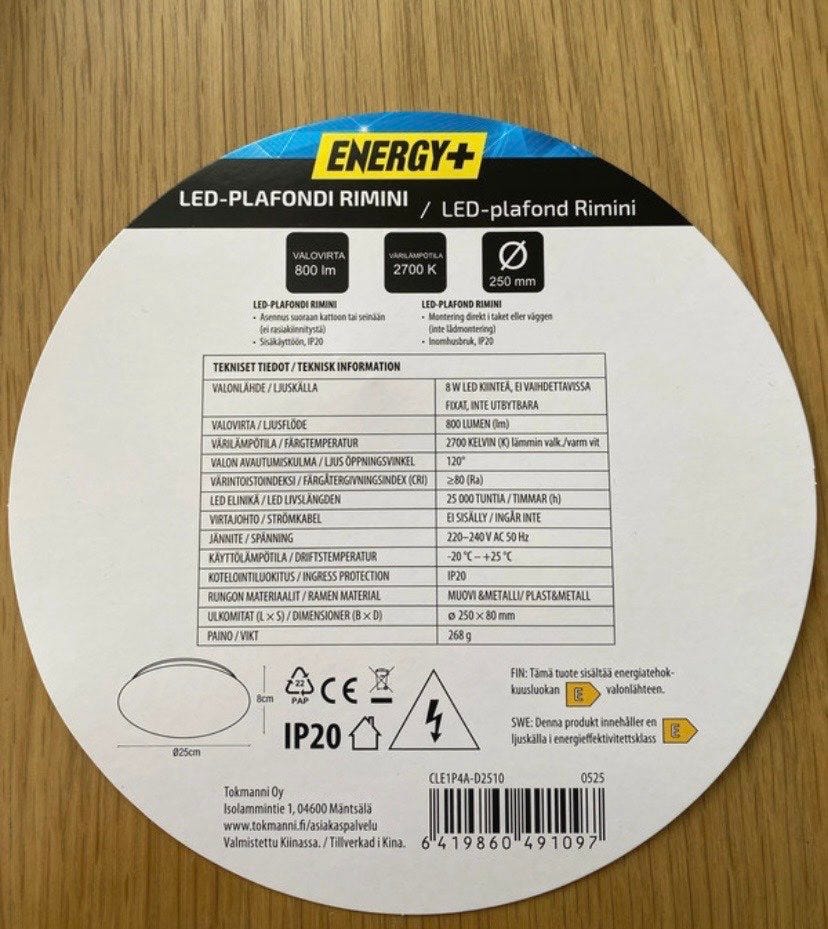 ENERGY+
LED-PLAFONDI RIMINI / LED-plafond Rimini
VALOVIRTA
800 lm
VÄRILÄMPÖTILA
2700 K
Ø
250 mm
LED-PLAFONDI RIMINI
• Asennus suoraan kattoon tai seinään
(ei rasiakiinnitystä)
• Sisäkäyttöön, IP20
LED-PLAFOND RIMINI
• Montering direkt i taket eller väggen
(inte lådmontering)
• Inomhusbruk, IP20
TEKNISET TIEDOT / TEKNISK INFORMATION
VALONLÄHDE / LJUSKÄLLA 8 W LED KIINTEÄ, EI VAIHDETTAVISSA
FIXAT, INTE UTBYTBARA
VALOVIRTA / LJUSFLÖDE 800 LUMEN (lm)
VÄRILÄMPÖTILA / FÄRGTEMPERATUR 2700 KELVIN (K) lämmin valk./varm vit
VALON AVAUTUMISKULMA / LJUS ÖPPNINGSVINKEL 120°
VÄRINTOISTOINDEKSI / FÄRGÅTERGIVNINGSINDEX (CRI) ≥80 (Ra)
LED ELINIKÄ / LED LIVSLÄNGDEN 25 000 TUNTIA / TIMMAR (h)
VIRTAJOHTO / STRÖMKABEL EI SISÄLLY / INGÅR INTE
JÄNNITE / SPÄNNING 220–240 V AC 50 Hz
KÄYTTÖLÄMPÖTILA / DRIFTSTEMPERATUR -20 °C – +25 °C
KOTELOINTILUOKITUS / INGRESS PROTECTION IP20
RUNGON MATERIAALIT / RAMEN MATERIAL MUOVI &METALLI/ PLAST&METALL
ULKOMITAT (L × S) / DIMENSIONER (B × D) ø 250 × 80 mm
PAINO / VIKT 268 g
8cm
Ø25cm
22
PAP
CE
IP20
FIN: Tämä tuote sisältää energiatehok-
kuusluokan E valonlähteen.
SWE: Denna produkt innehåller en
ljuskälla i energieffektivitetsklass E
Tokmanni Oy
Isolammintie 1, 04600 Mäntsälä
www.tokmanni.fi/asiakaspalvelu
Valmistettu Kiinassa. / Tillverkad i Kina.
CLE1P4A-D2510 0525
6 419860 491097